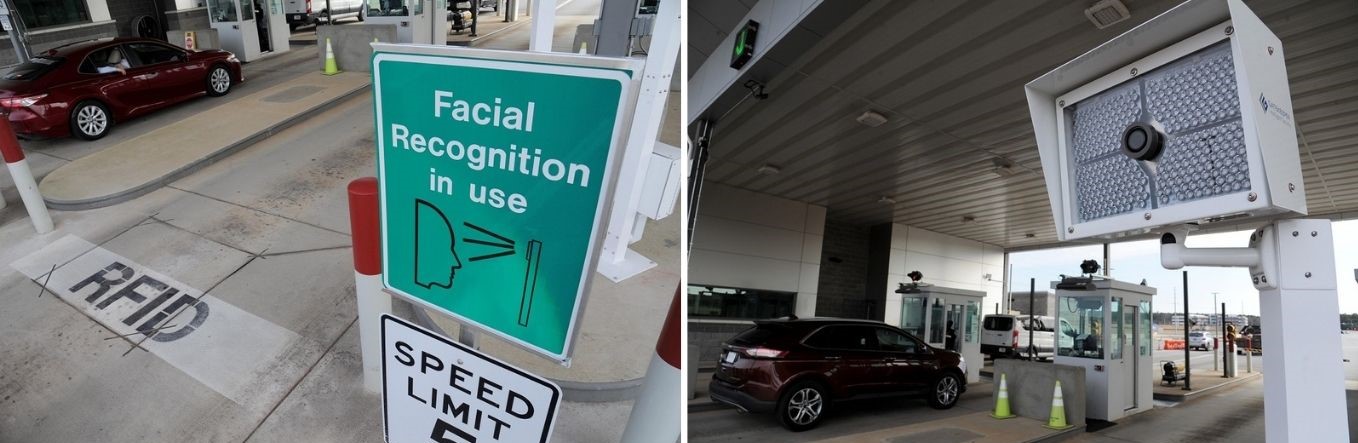 Facial
Recognition
in use
SPEED
LIMIT
RFID